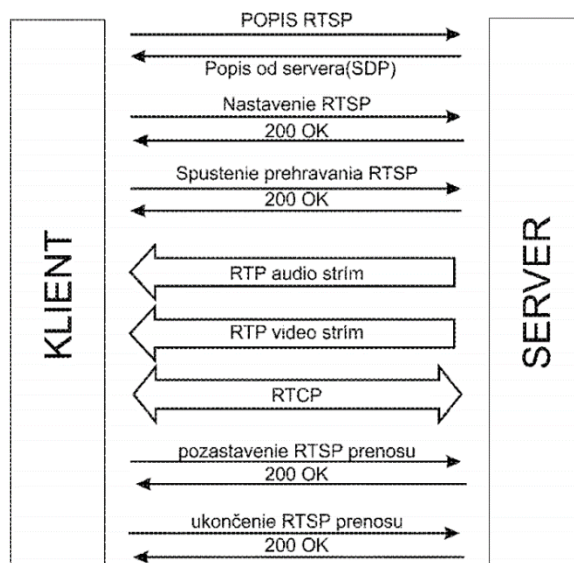 KLIENT
POPIS RTSP
Popis od servera(SDP)
Nastavenie RTSP
200 OK
Spustenie prehravania RTSP
200 OK
RTP audio strím
RTP video strím
RTCP
pozastavenie RTSP prenosu
200 OK
ukončenie RTSP prenosu
200 OK
SERVER